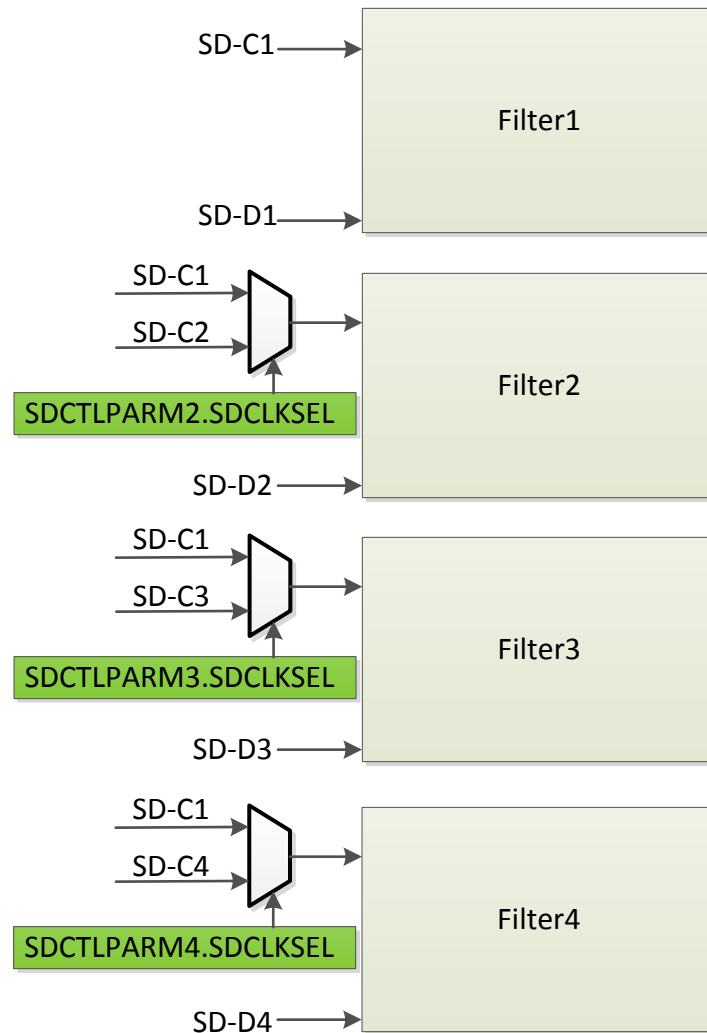 SD-C1
Filter1
SD-D1
SD-C1
SD-C2
Filter2
SDCTLPARM2.SDCLKSEL
SD-D2
SD-C1
SD-C3
Filter3
SDCTLPARM3.SDCLKSEL
SD-D3
SD-C1
SD-C4
Filter4
SDCTLPARM4.SDCLKSEL
SD-D4